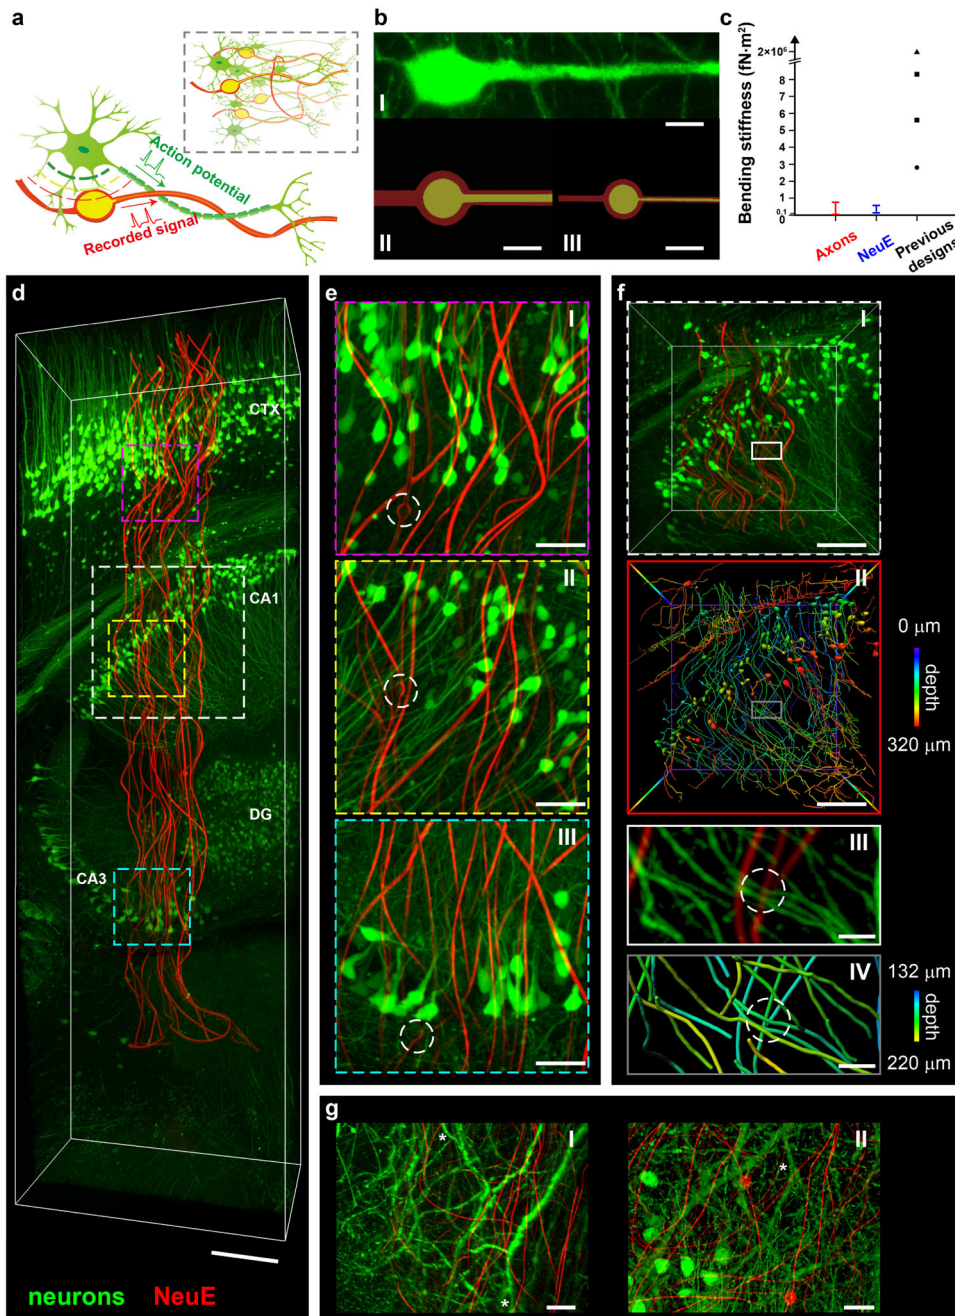 a
Action potential
Recorded signal
b
I
II
III
c
Bending stiffness (fN·m²)
2×10⁶
8
7
6
5
4
3
2
1
0.1
0
Axons
NeuE
Previous
designs
d
CTX
CA1
DG
CA3
neurons NeuE
e
I
II
III
f
I
II
0 μm
depth
320 μm
III
IV
132 μm
depth
220 μm
g
I
*
*
II
*